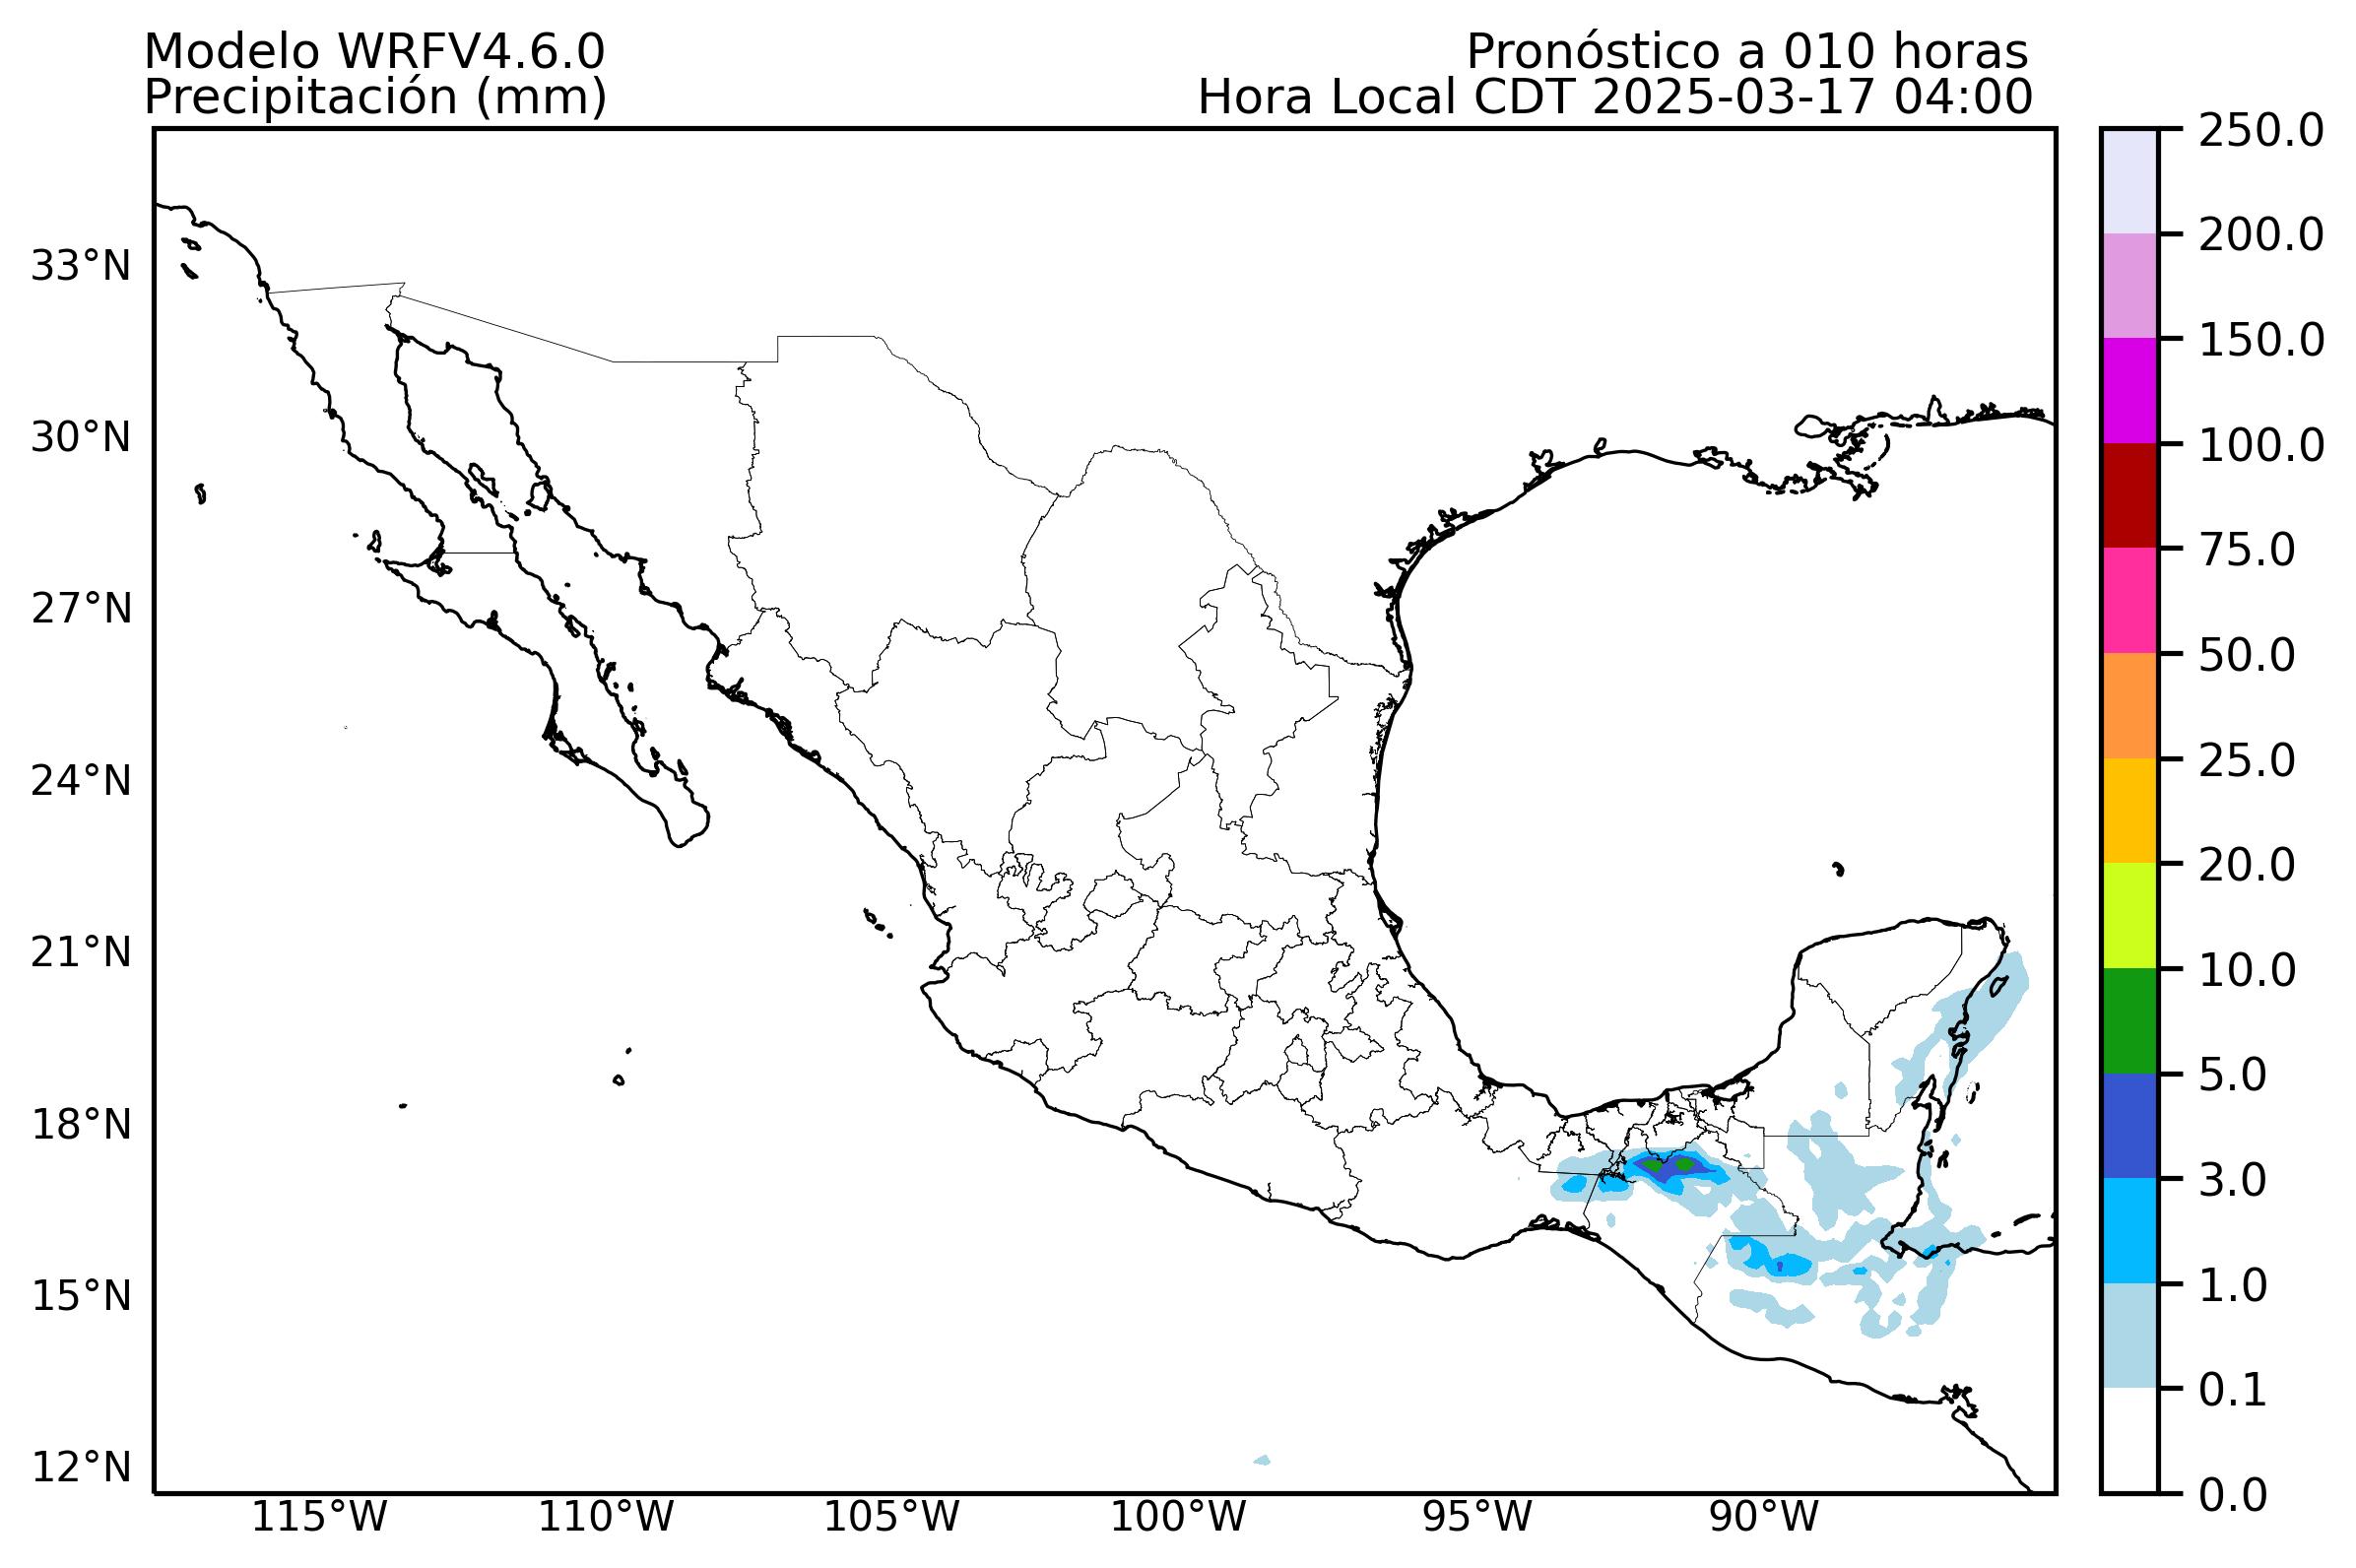 Modelo WRFV4.6.0
Pronóstico a 010 horas
Precipitación (mm)
Hora Local CDT 2025-03-17 04:00
33°N
30°N
27°N
24°N
21°N
18°N
15°N
12°N
115°W
110°W
105°W
100°W
95°W
90°W
250.0
200.0
150.0
100.0
75.0
50.0
25.0
20.0
10.0
5.0
3.0
1.0
0.1
0.0